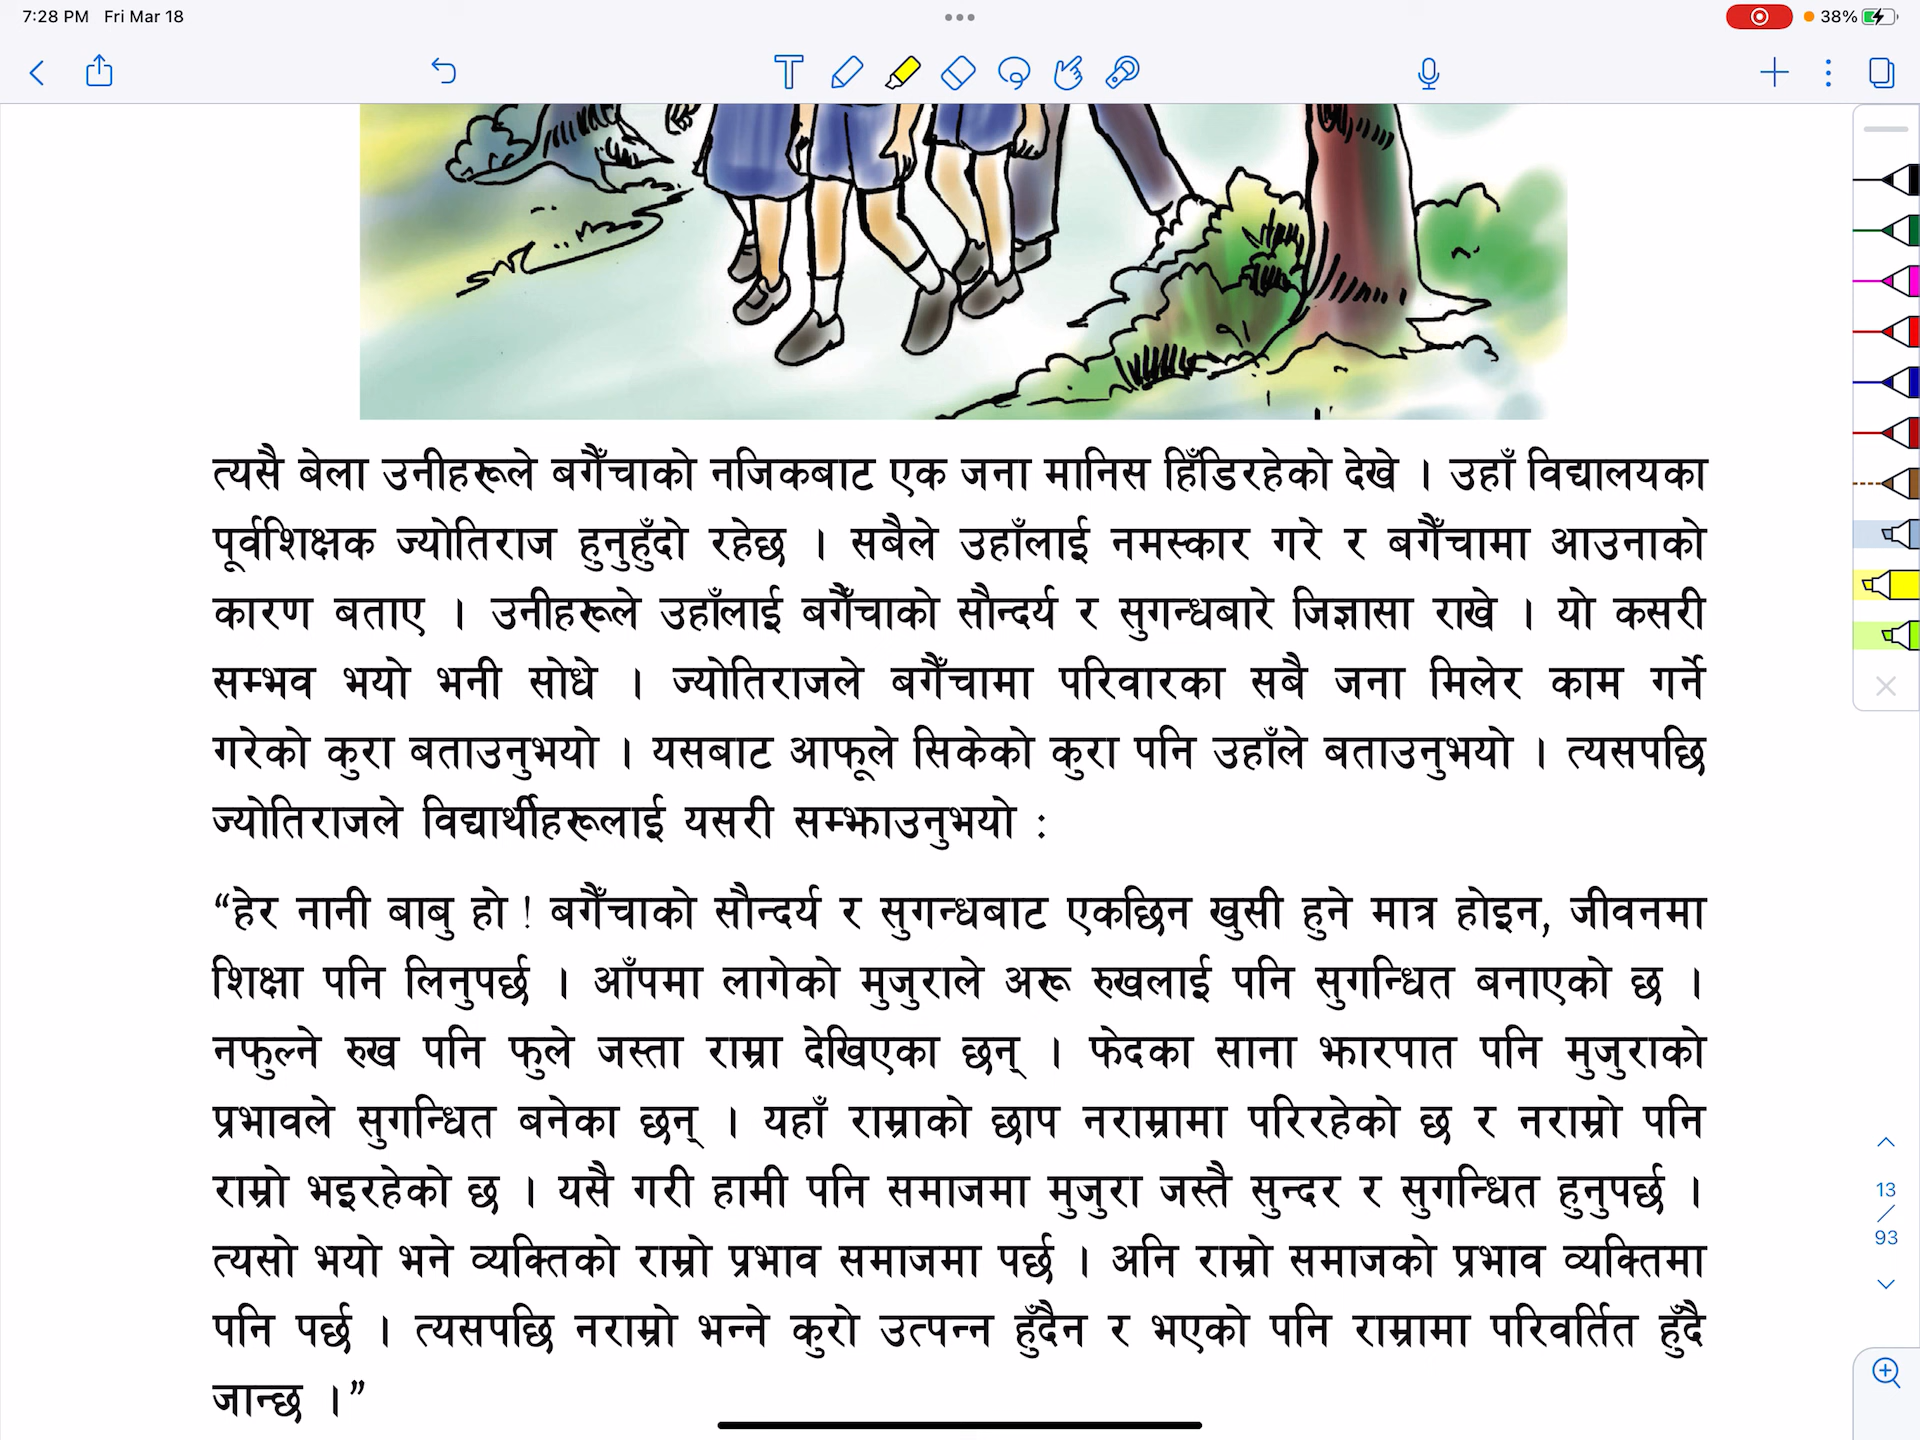 7:28 PM Fri Mar 18
38%
त्यसै बेला उनीहरूले बगैँचाको नजिकबाट एक जना मानिस हिँडिरहेको देखे । उहाँ विद्यालयका
पूर्वशिक्षक ज्योतिराज हुनुहुँदो रहेछ । सबैले उहाँलाई नमस्कार गरे र बगैँचामा आउनाको
कारण बताए । उनीहरूले उहाँलाई बगैँचाको सौन्दर्य र सुगन्धबारे जिज्ञासा राखे । यो कसरी
सम्भव भयो भनी सोधे । ज्योतिराजले बगैँचामा परिवारका सबै जना मिलेर काम गर्ने
गरेको कुरा बताउनुभयो । यसबाट आफूले सिकेको कुरा पनि उहाँले बताउनुभयो । त्यसपछि
ज्योतिराजले विद्यार्थीहरूलाई यसरी सम्झाउनुभयो :
“हेर नानी बाबु हो ! बगैँचाको सौन्दर्य र सुगन्धबाट एकछिन खुसी हुने मात्र होइन, जीवनमा
शिक्षा पनि लिनुपर्छ । आँपमा लागेको मुजुराले अरू रुखलाई पनि सुगन्धित बनाएको छ ।
नफुल्ने रुख पनि फुले जस्ता राम्रा देखिएका छन् । फेदका साना झारपात पनि मुजुराको
प्रभावले सुगन्धित बनेका छन् । यहाँ राम्राको छाप नराम्रामा परिरहेको छ र नराम्रो पनि
राम्रो भइरहेको छ । यसै गरी हामी पनि समाजमा मुजुरा जस्तै सुन्दर र सुगन्धित हुनुपर्छ ।
त्यसो भयो भने व्यक्तिको राम्रो प्रभाव समाजमा पर्छ । अनि राम्रो समाजको प्रभाव व्यक्तिमा
पनि पर्छ । त्यसपछि नराम्रो भन्ने कुरो उत्पन्न हुँदैन र भएको पनि राम्रामा परिवर्तित हुँदै
जान्छ ।”
13
/
93